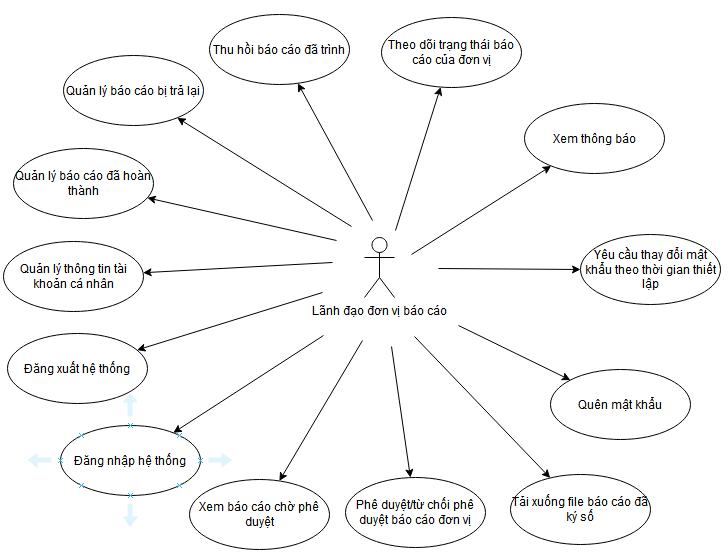 Thu hồi báo cáo đã trình
Theo dõi trạng thái báo
cáo của đơn vị
Quản lý báo cáo bị trả lại
Xem thông báo
Quản lý báo cáo đã hoàn
thành
Quản lý thông tin tài
khoản cá nhân
Yêu cầu thay đổi mật
khẩu theo thời gian thiết
lập
Lãnh đạo đơn vị báo cáo
Đăng xuất hệ thống
Quên mật khẩu
Đăng nhập hệ thống
Xem báo cáo chờ phê
duyệt
Phê duyệt/từ chối phê
duyệt báo cáo đơn vị
Tải xuống file báo cáo đã
ký số